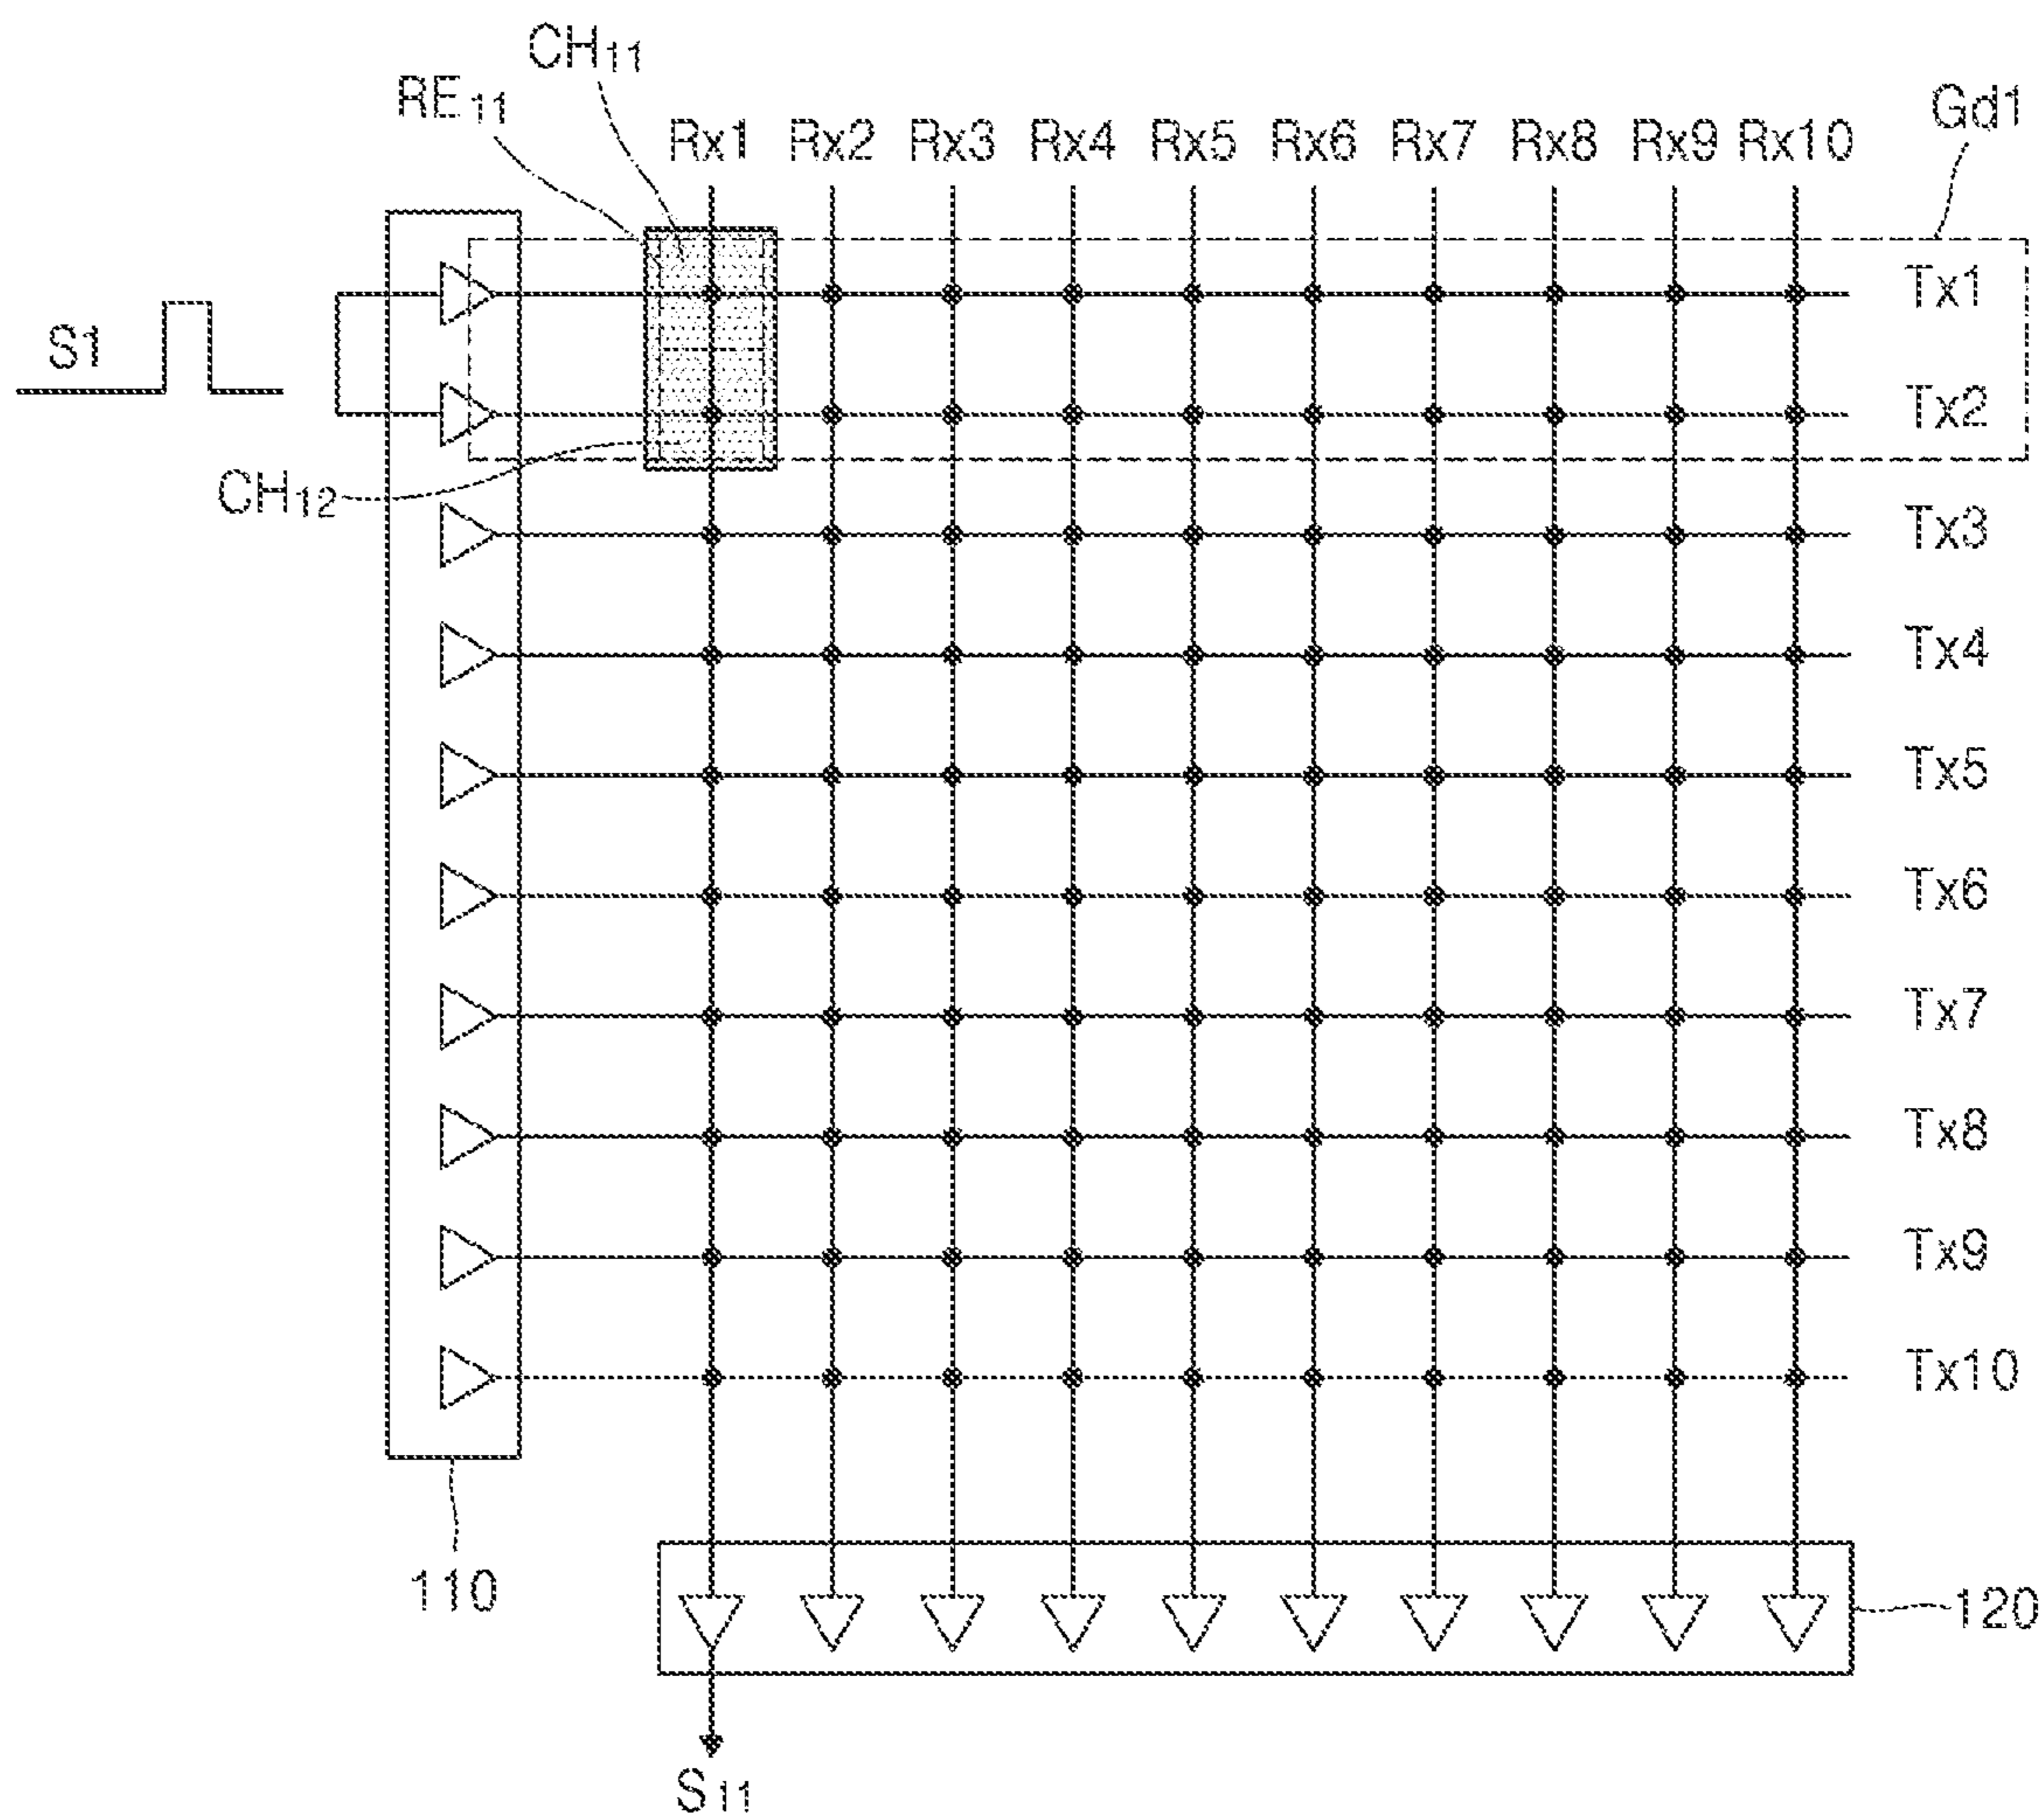 CH11
RE11
Gd1
Rx1 Rx2 Rx3 Rx4 Rx5 Rx6 Rx7 Rx8 Rx9 Rx10
Tx1
S1
Tx2
CH12
Tx3
Tx4
Tx5
Tx6
Tx7
Tx8
Tx9
Tx10
110
120
S11